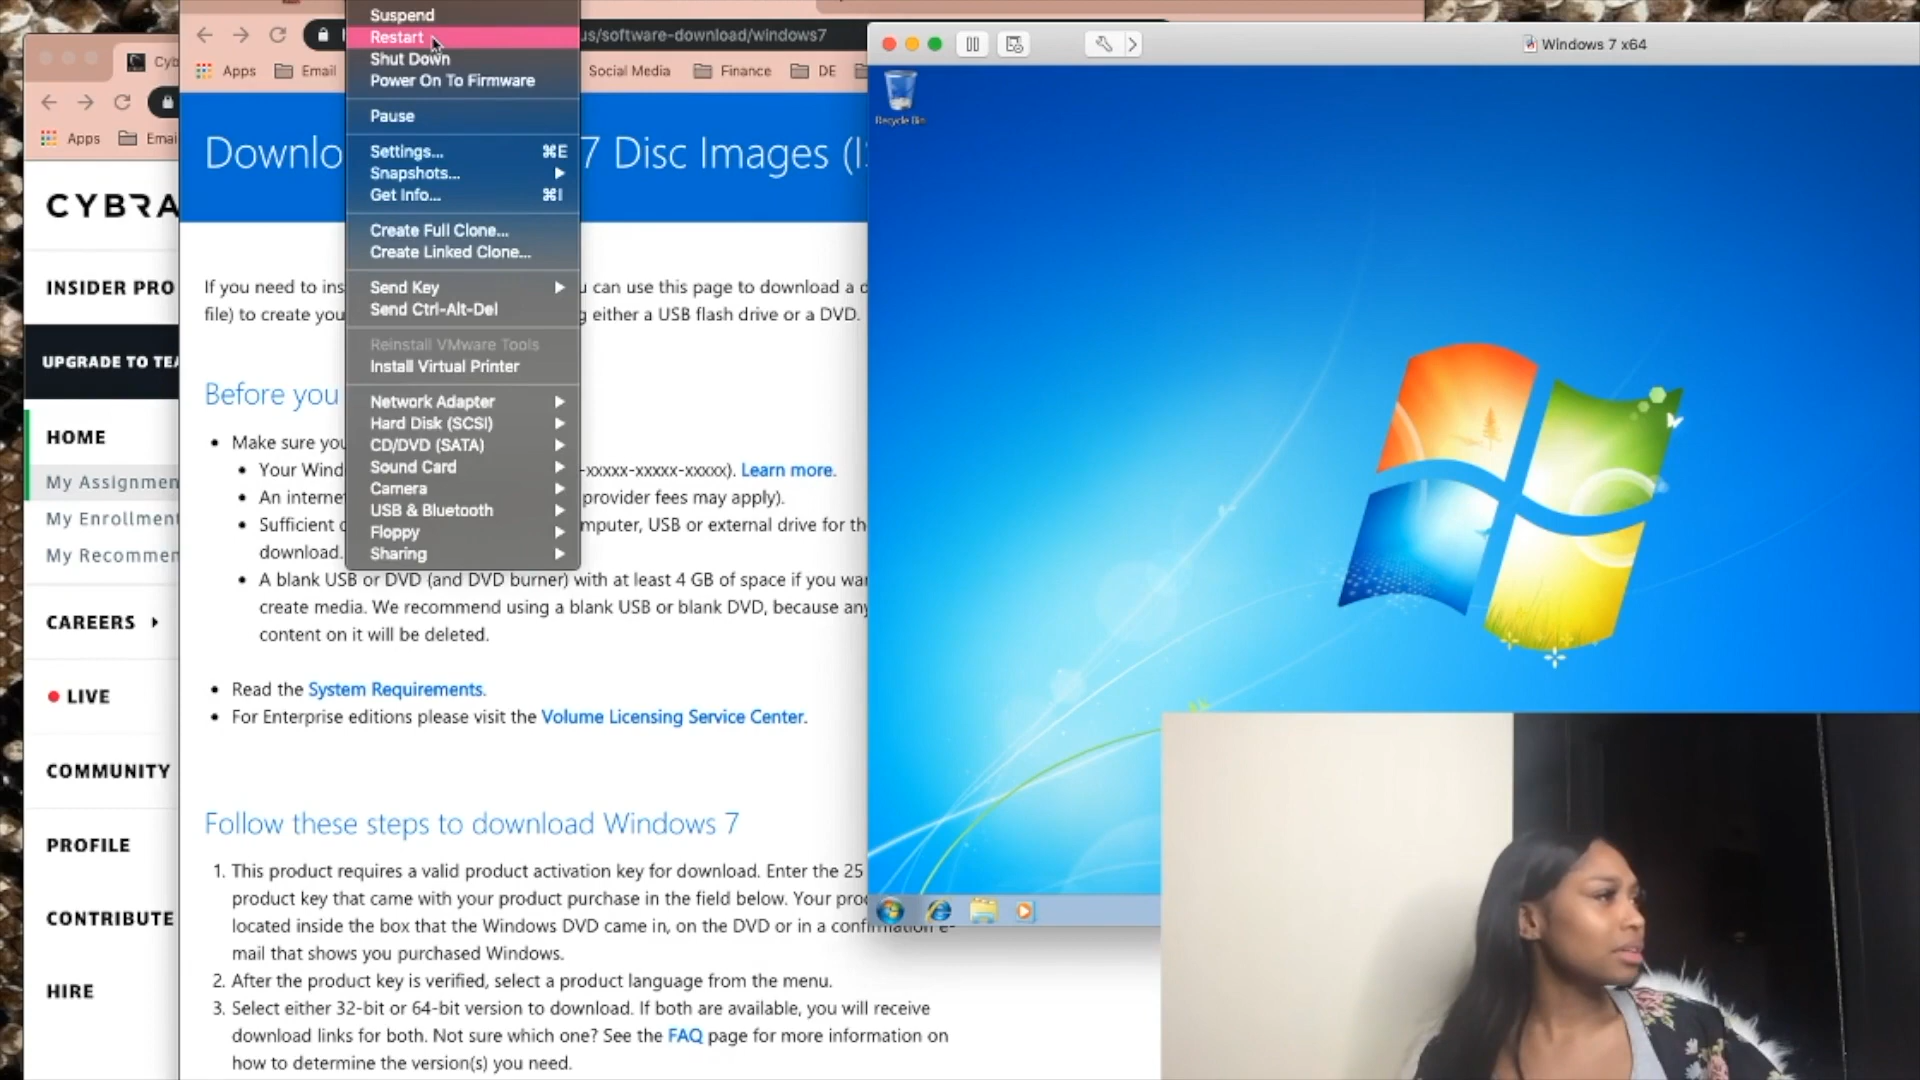 Suspend
Restart
Shut Down
Power On To Firmware
Pause
Settings... ⌘E
Snapshots...
Get Info... ⌘I
Create Full Clone...
Create Linked Clone...
Send Key
Send Ctrl-Alt-Del
Reinstall VMware Tools
Install Virtual Printer
Network Adapter
Hard Disk (SCSI)
CD/DVD (SATA)
Sound Card
Camera
USB & Bluetooth
Floppy
Sharing
Cyb
Apps Emai
CYBRA
INSIDER PRO
UPGRADE TO TEA
HOME
My Assignmen
My Enrollment
My Recommen
CAREERS
LIVE
COMMUNITY
PROFILE
CONTRIBUTE
HIRE
us/software-download/windows7
Apps Email Social Media Finance DE
Downlo 7 Disc Images (I
If you need to ins u can use this page to download a d
file) to create you g either a USB flash drive or a DVD.
Before you
• Make sure you
• Your Wind -xxxxx-xxxxx-xxxxx). Learn more.
• An interne provider fees may apply).
• Sufficient mputer, USB or external drive for th
download.
• A blank USB or DVD (and DVD burner) with at least 4 GB of space if you wa
create media. We recommend using a blank USB or blank DVD, because any
content on it will be deleted.
• Read the System Requirements.
• For Enterprise editions please visit the Volume Licensing Service Center.
Follow these steps to download Windows 7
1. This product requires a valid product activation key for download. Enter the 25
product key that came with your product purchase in the field below. Your prod
located inside the box that the Windows DVD came in, on the DVD or in a confirmation e-
mail that shows you purchased Windows.
2. After the product key is verified, select a product language from the menu.
3. Select either 32-bit or 64-bit version to download. If both are available, you will receive
download links for both. Not sure which one? See the FAQ page for more information on
how to determine the version(s) you need.
Windows 7 x64
Recycle Bin